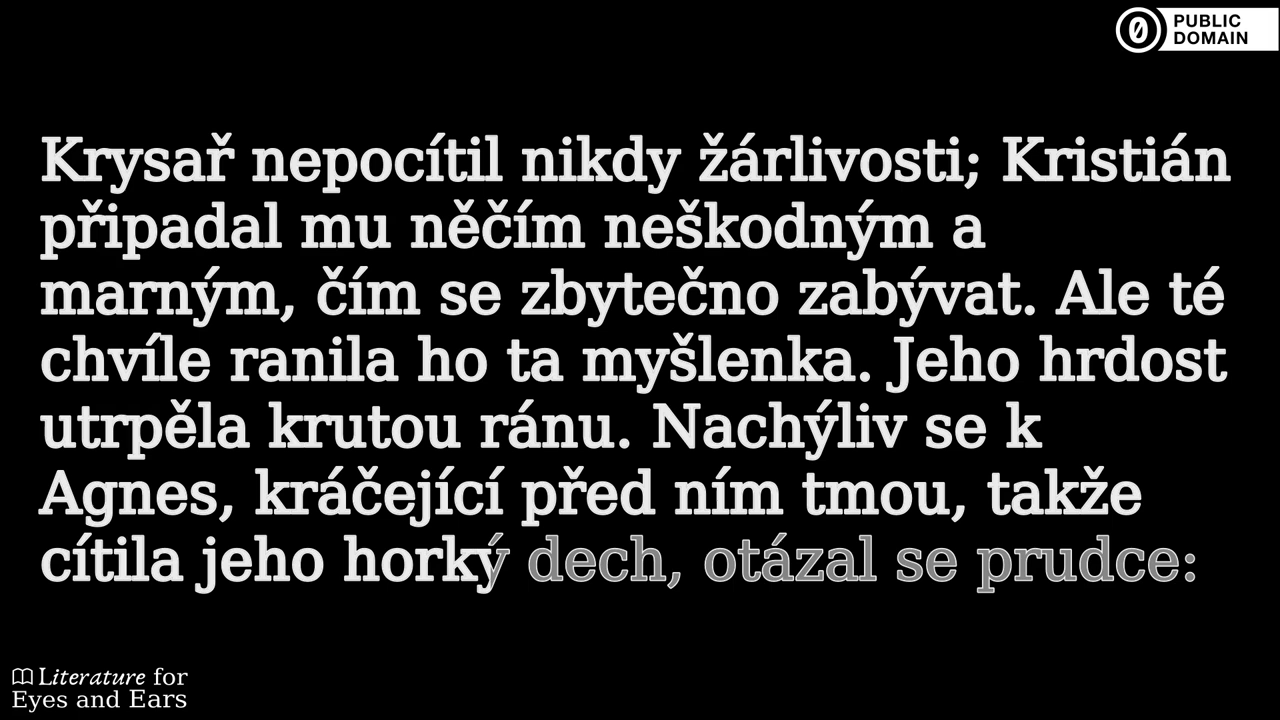 PUBLIC
DOMAIN
Krysař nepocítil nikdy žárlivosti; Kristián
připadal mu něčím neškodným a
marným, čím se zbytečno zabývat. Ale té
chvíle ranila ho ta myšlenka. Jeho hrdost
utrpěla krutou ránu. Nachýliv se k
Agnes, kráčející před ním tmou, takže
cítila jeho horký dech, otázal se prudce:
Literature for
Eyes and Ears